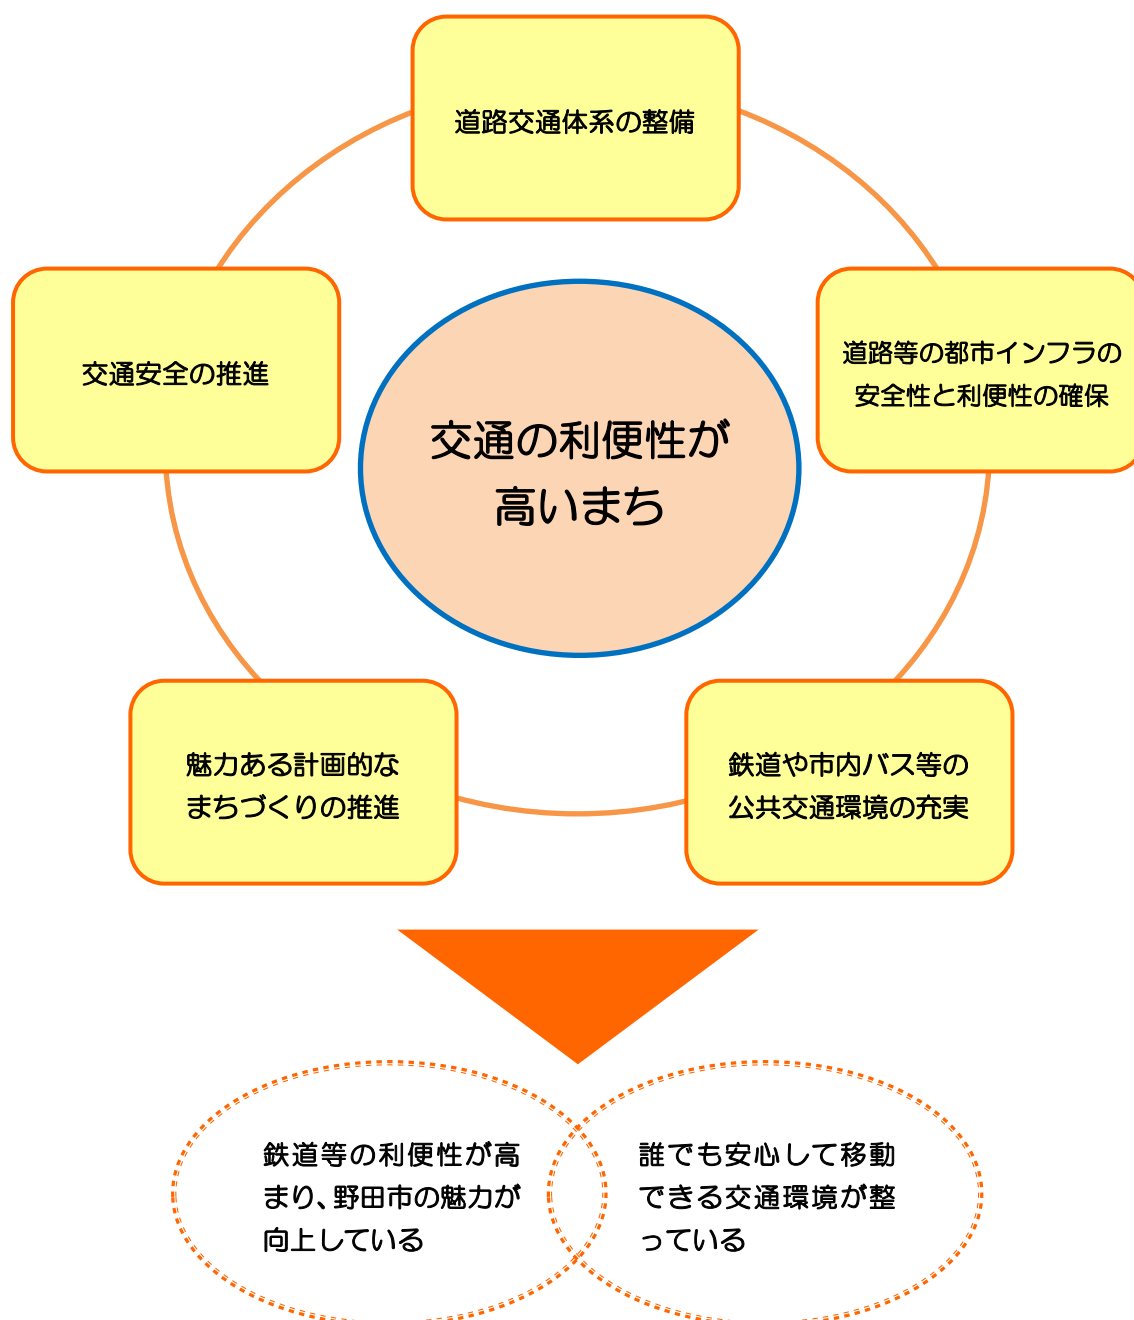 道路交通体系の整備
交通安全の推進
道路等の都市インフラの
安全性と利便性の確保
交通の利便性が
高いまち
魅力ある計画的な
まちづくりの推進
鉄道や市内バス等の
公共交通環境の充実
鉄道等の利便性が高
まり、野田市の魅力が
向上している
誰でも安心して移動
できる交通環境が整
っている